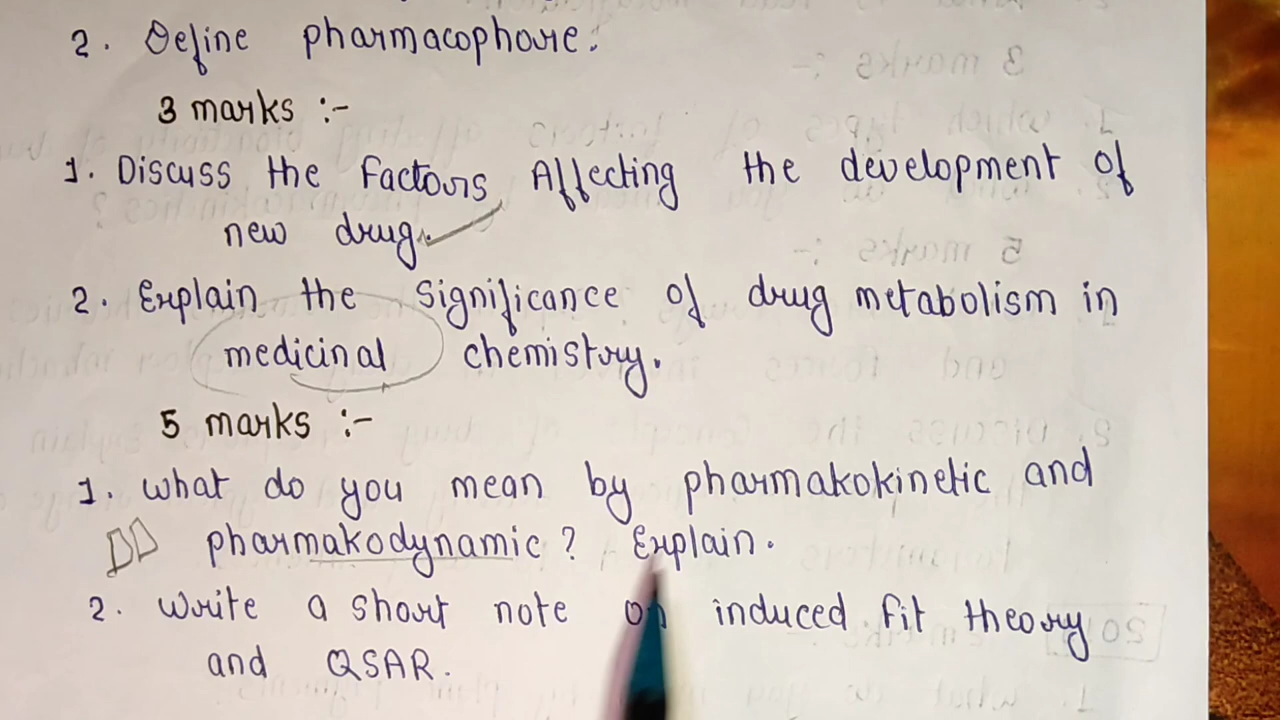 2. Define pharmacophore.
3 marks :-
1. Discuss the Factors Affecting the development of
new drug.
2. Explain the significance of drug metabolism in
medicinal chemistry.
5 marks :-
1. what do you mean by pharmakokinetic and
pharmakodynamic? Explain.
2. Write a short note on induced fit theory
and QSAR.